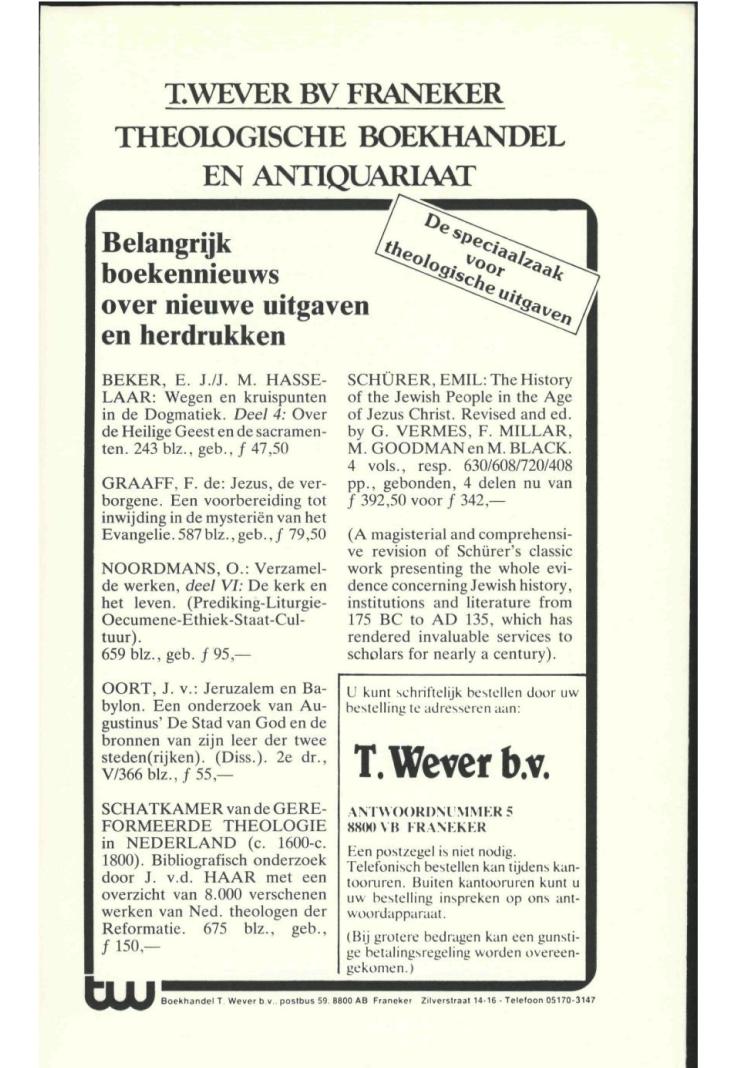 T.WEVER BV FRANEKER
THEOLOGISCHE BOEKHANDEL
EN ANTIQUARIAAT
De speciaalzaak
voor
theologische uitgaven
Belangrijk
boekennieuws
over nieuwe uitgaven
en herdrukken
BEKER, E. J./J. M. HASSE-
LAAR: Wegen en kruispunten
in de Dogmatiek. Deel 4: Over
de Heilige Geest en de sacramen-
ten. 243 blz., geb., ƒ 47,50
GRAAFF, F. de: Jezus, de ver-
borgene. Een voorbereiding tot
inwijding in de mysteriën van het
Evangelie. 587 blz., geb., ƒ 79,50
NOORDMANS, O.: Verzamel-
de werken, deel VI: De kerk en
het leven. (Prediking-Liturgie-
Oecumene-Ethiek-Staat-Cul-
tuur).
659 blz., geb. ƒ 95,—
OORT, J. v.: Jeruzalem en Ba-
bylon. Een onderzoek van Au-
gustinus' De Stad van God en de
bronnen van zijn leer der twee
steden(rijken). (Diss.). 2e dr.,
V/366 blz., ƒ 55,—
SCHATKAMER van de GERE-
FORMEERDE THEOLOGIE
in NEDERLAND (c. 1600-c.
1800). Bibliografisch onderzoek
door J. v.d. HAAR met een
overzicht van 8.000 verschenen
werken van Ned. theologen der
Reformatie. 675 blz., geb.,
ƒ 150,—
SCHÜRER, EMIL: The History
of the Jewish People in the Age
of Jezus Christ. Revised and ed.
by G. VERMES, F. MILLAR,
M. GOODMAN en M. BLACK.
4 vols., resp. 630/608/720/408
pp., gebonden, 4 delen nu van
ƒ 392,50 voor ƒ 342,—
(A magisterial and comprehensi-
ve revision of Schürer's classic
work presenting the whole evi-
dence concerning Jewish history,
institutions and literature from
175 BC to AD 135, which has
rendered invaluable services to
scholars for nearly a century).
U kunt schriftelijk bestellen door uw
bestelling te adresseren aan:
T. Wever b.v.
ANTWOORDNUMMER 5
8800 VB FRANEKER
Een postzegel is niet nodig.
Telefonisch bestellen kan tijdens kan-
tooruren. Buiten kantooruren kunt u
uw bestelling inspreken op ons ant-
woordapparaat.
(Bij grotere bedragen kan een gunsti-
ge betalingsregeling worden overeen-
gekomen.)
tw
Boekhandel T. Wever b.v., postbus 59, 8800 AB Franeker Zilverstraat 14-16 - Telefoon 05170-3147